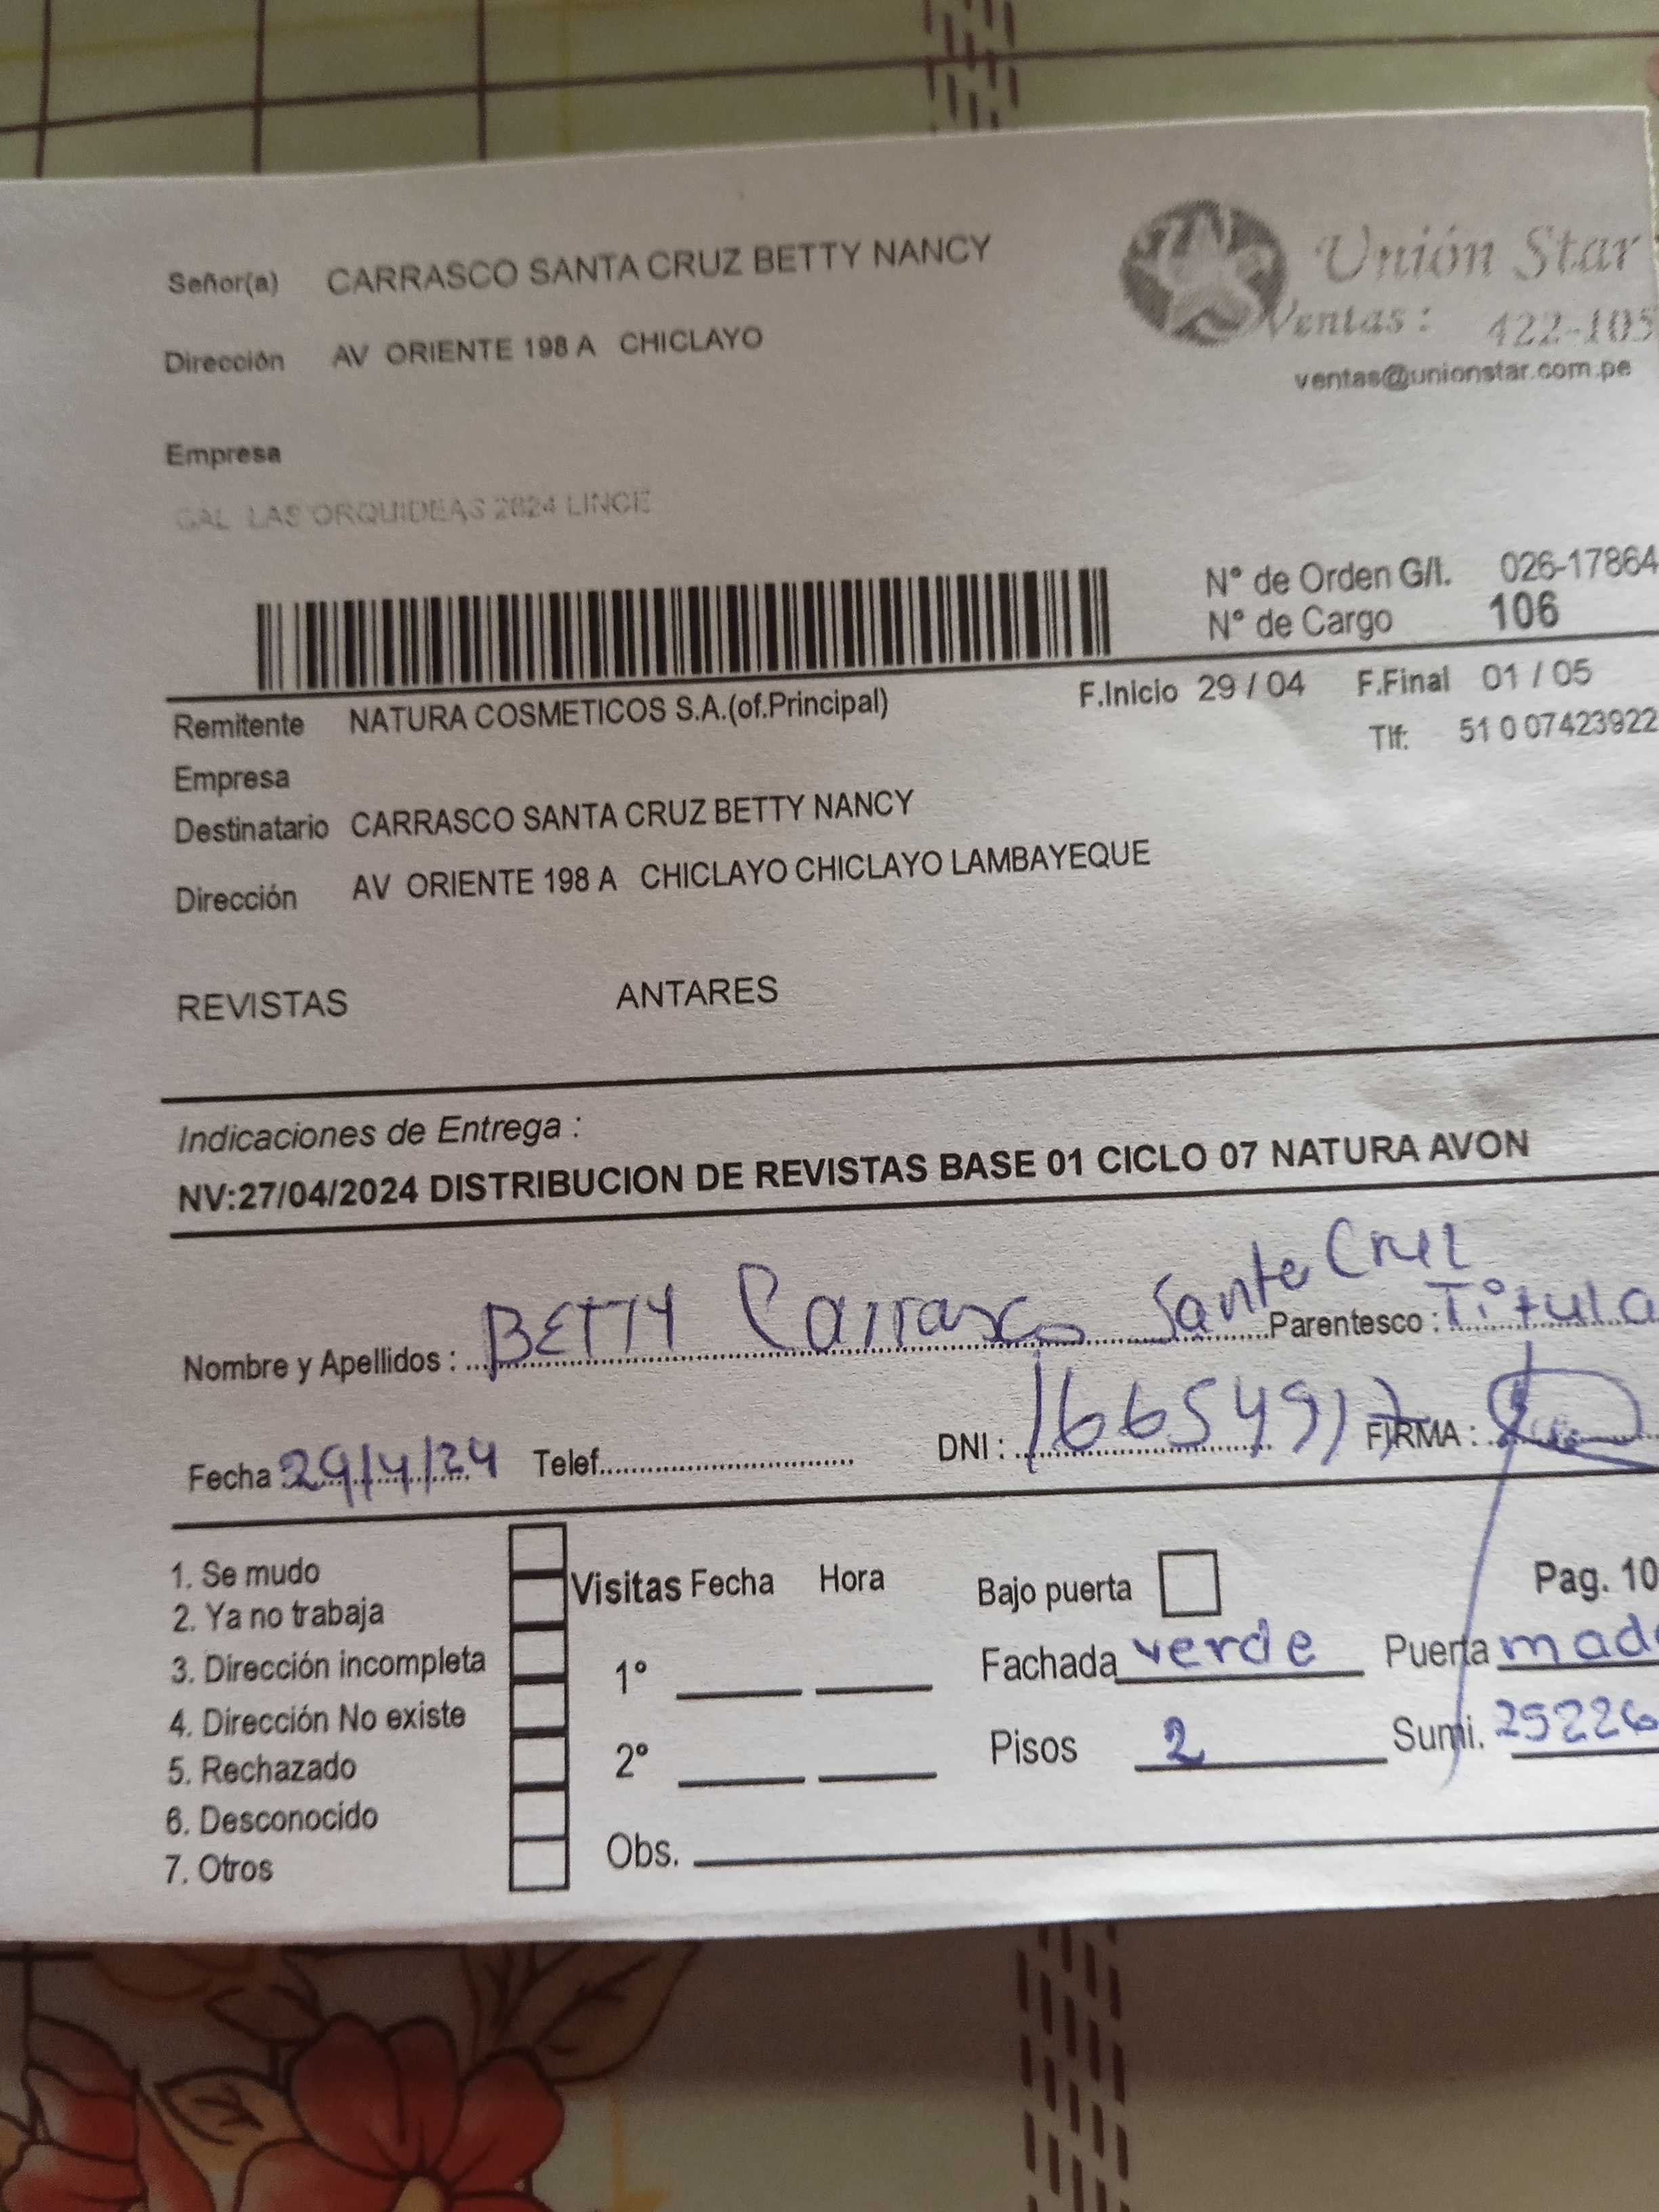 Señor(a) CARRASCO SANTA CRUZ BETTY NANCY
Unión Star
Dirección AV ORIENTE 198 A CHICLAYO
Ventas: 422-105
ventas@unionstar.com.pe
Empresa
CAL LAS ORQUIDEAS 2624 LINCE
N° de Orden G/I. 026-17864
N° de Cargo 106
Remitente NATURA COSMETICOS S.A.(of.Principal)
F.Inicio 29 / 04 F.Final 01 / 05
Tlf: 51 0 07423922
Empresa
Destinatario CARRASCO SANTA CRUZ BETTY NANCY
Dirección AV ORIENTE 198 A CHICLAYO CHICLAYO LAMBAYEQUE
REVISTAS ANTARES
Indicaciones de Entrega :
NV:27/04/2024 DISTRIBUCION DE REVISTAS BASE 01 CICLO 07 NATURA AVON
Nombre y Apellidos : BETTY Carrasco Santa Cruz Parentesco : Titula
Fecha 29/4/24 Telef. DNI : 16654917 FIRMA :
1. Se mudo
2. Ya no trabaja
3. Dirección incompleta
4. Dirección No existe
5. Rechazado
6. Desconocido
7. Otros
Visitas Fecha Hora
1°
2°
Obs.
Bajo puerta Pag. 10
Fachada verde Puerta mad
Pisos 2 Sumi. 25226